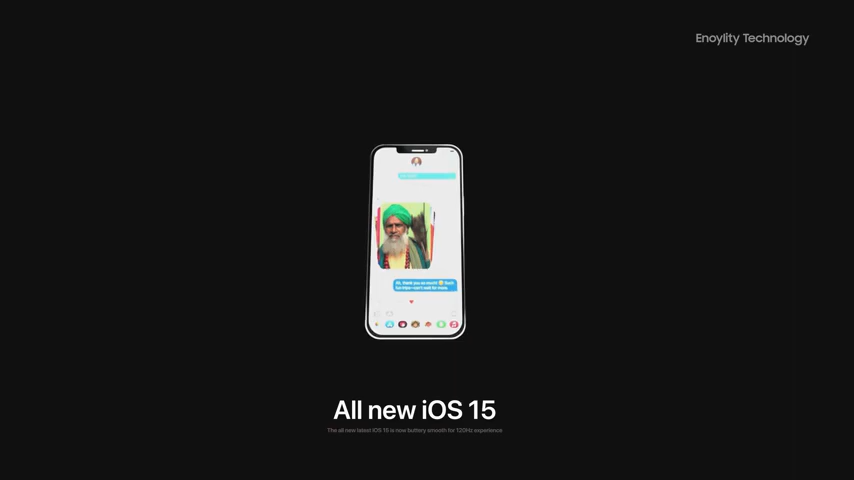 Enoylity Technology
All new iOS 15
The all new latest iOS 15 is now buttery smooth for 120Hz experience